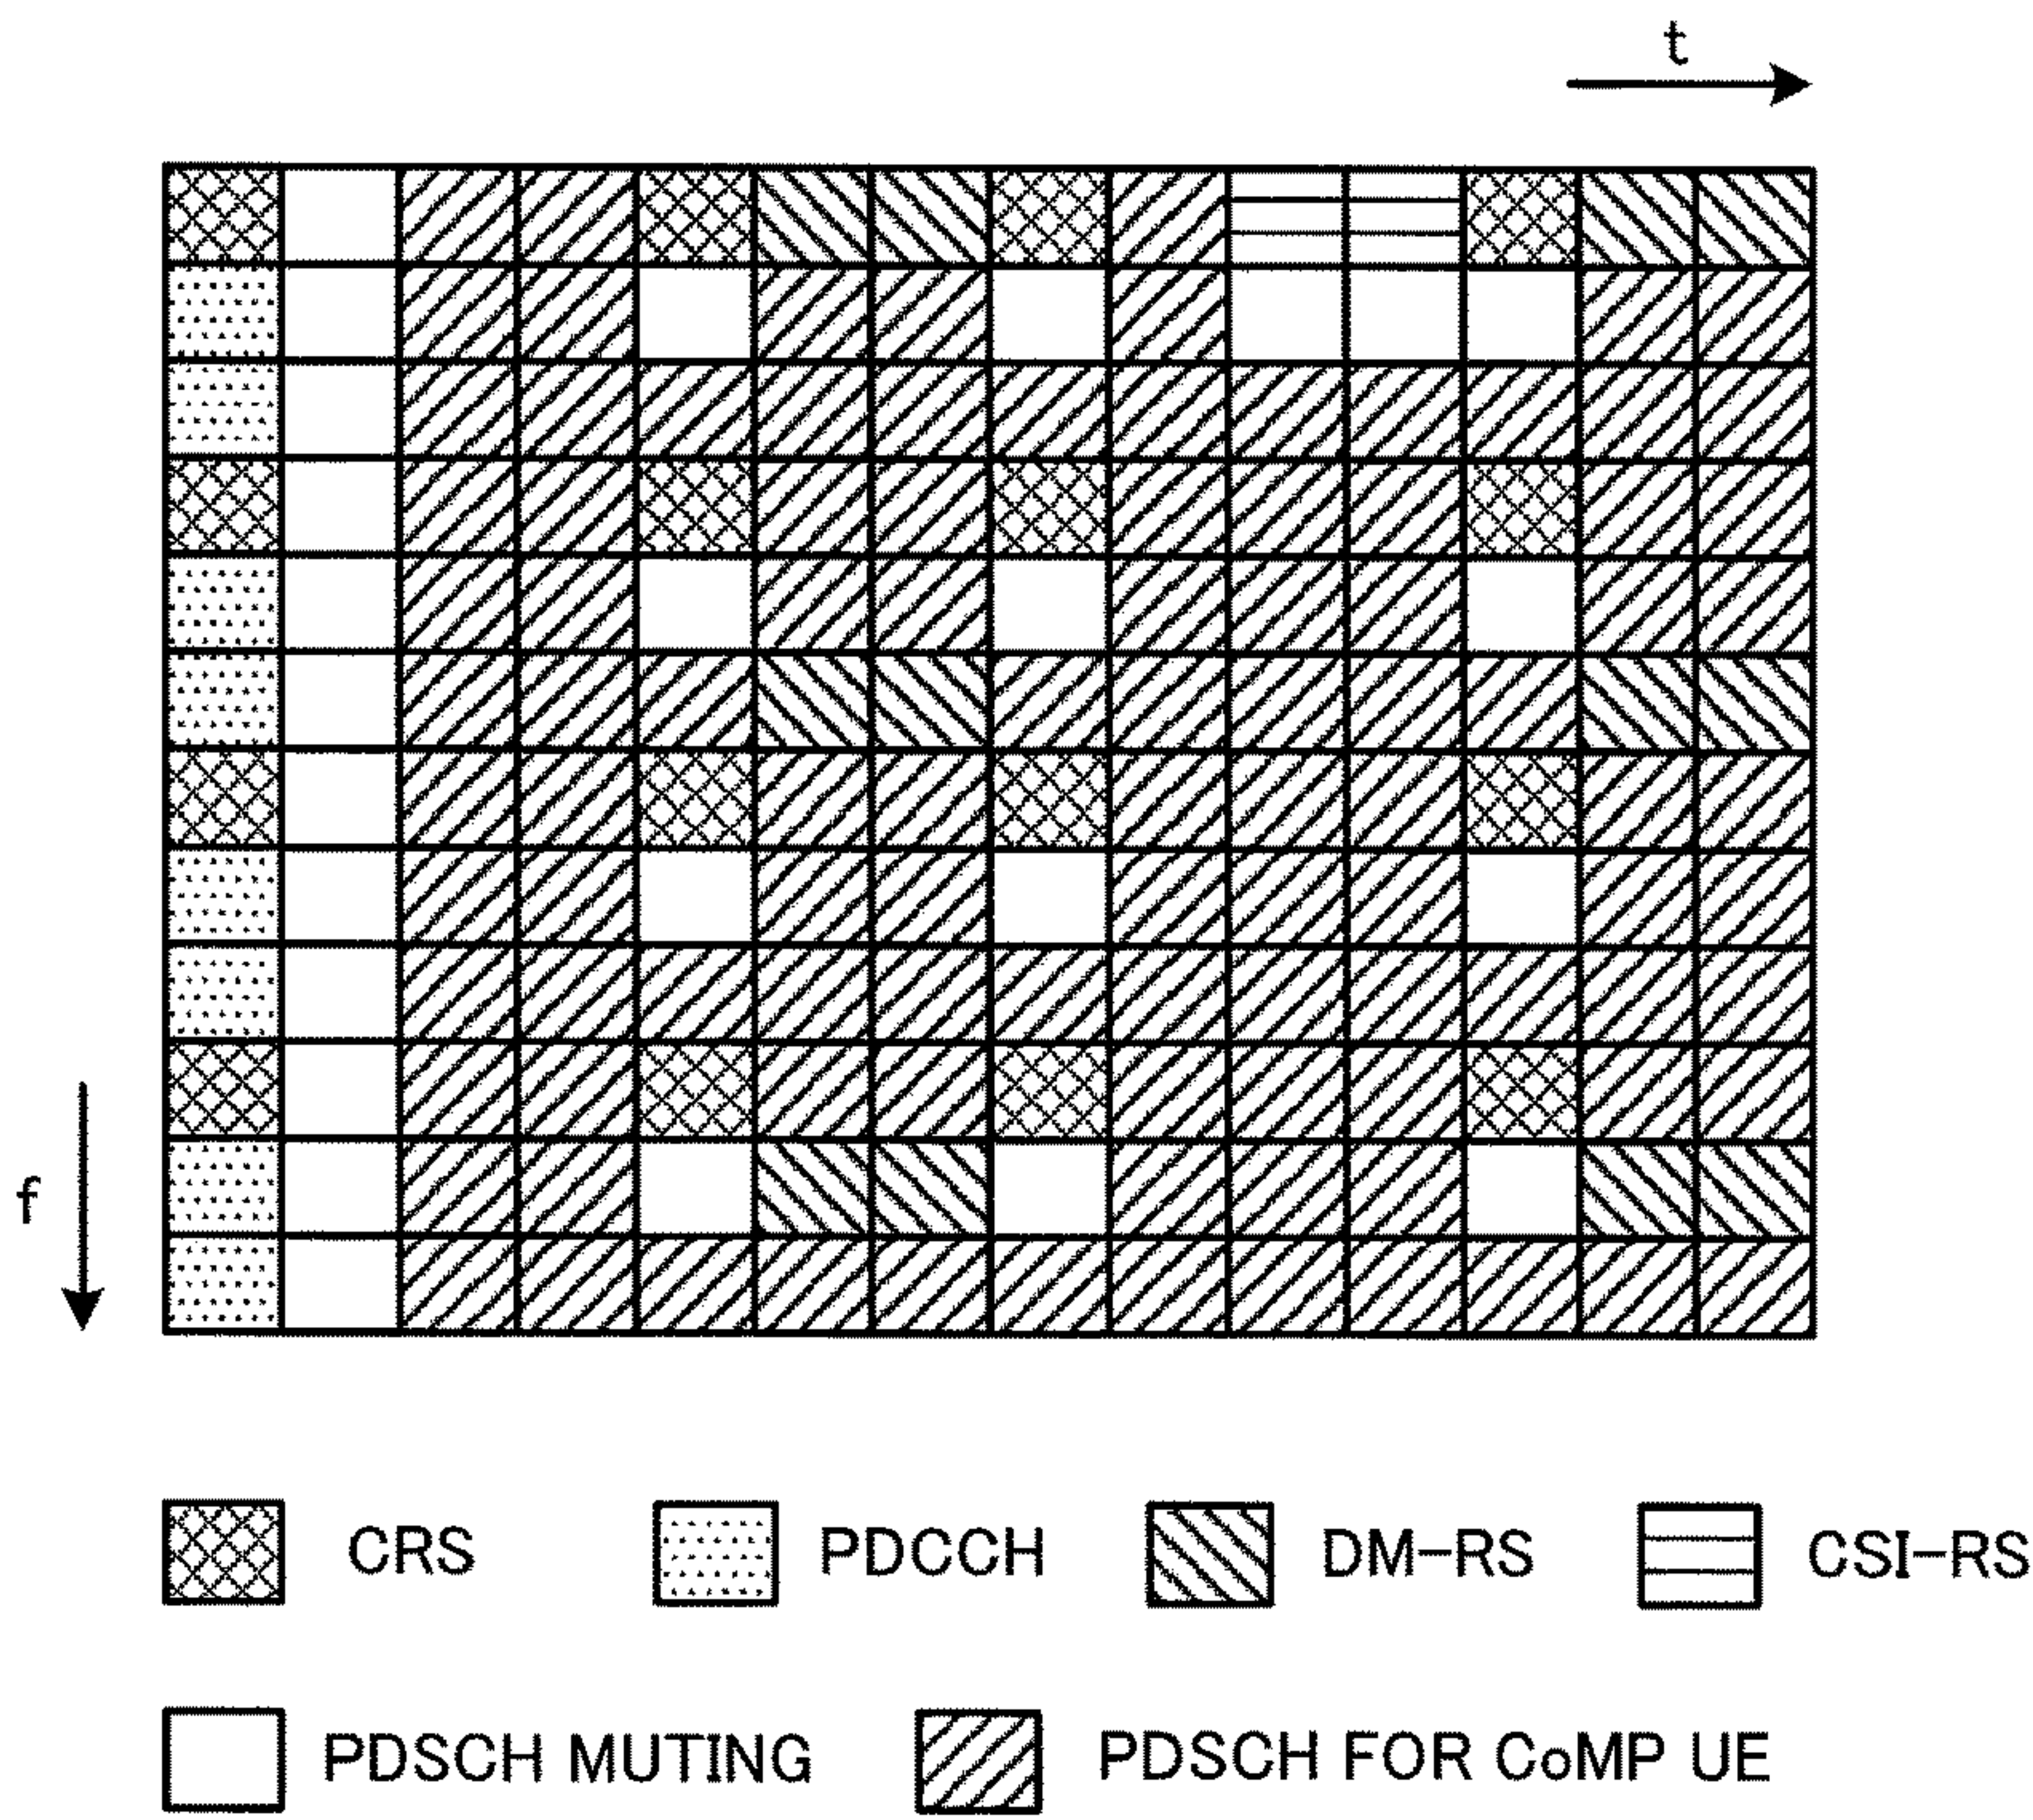 t
f
CRS PDCCH DM-RS CSI-RS
PDSCH MUTING PDSCH FOR CoMP UE